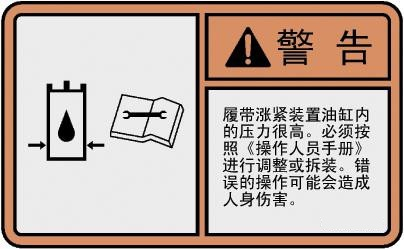 警告
履带涨紧装置油缸内
的压力很高。必须按
照《操作人员手册》
进行调整或拆装。错
误的操作可能会造成
人身伤害。